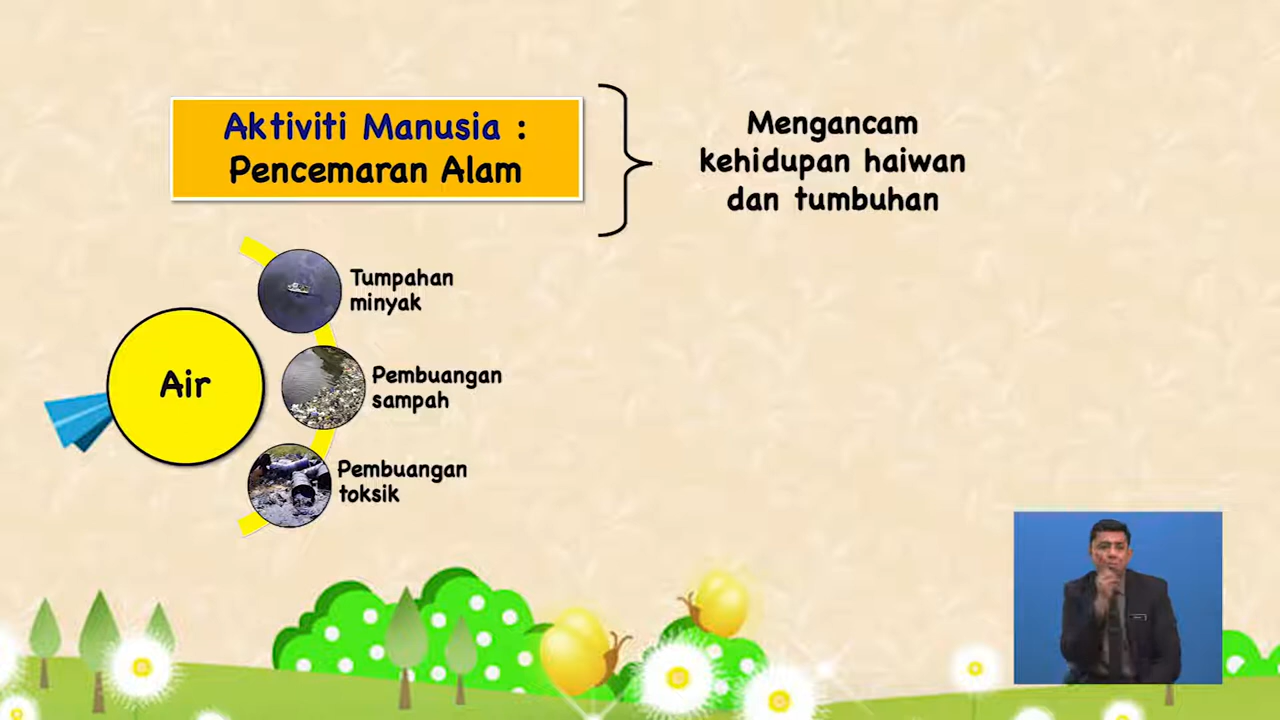 Aktiviti Manusia :
Pencemaran Alam
Mengancam
kehidupan haiwan
dan tumbuhan
Air
Tumpahan
minyak
Pembuangan
sampah
Pembuangan
toksik